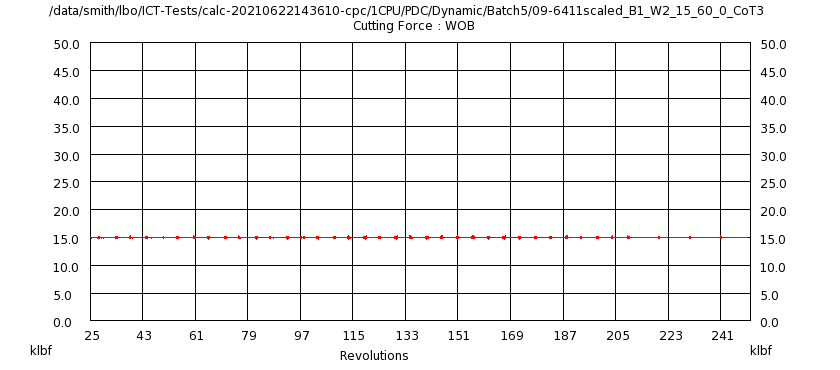 /data/smith/lbo/ICT-Tests/calc-20210622143610-cpc/1CPU/PDC/Dynamic/Batch5/09-6411scaled_B1_W2_15_60_0_CoT3
Cutting Force : WOB
50.0 50.0
45.0 45.0
40.0 40.0
35.0 35.0
30.0 30.0
25.0 25.0
20.0 20.0
15.0 15.0
10.0 10.0
5.0 5.0
0.0 0.0
25 43 61 79 97 115 133 151 169 187 205 223 241
klbf klbf
Revolutions